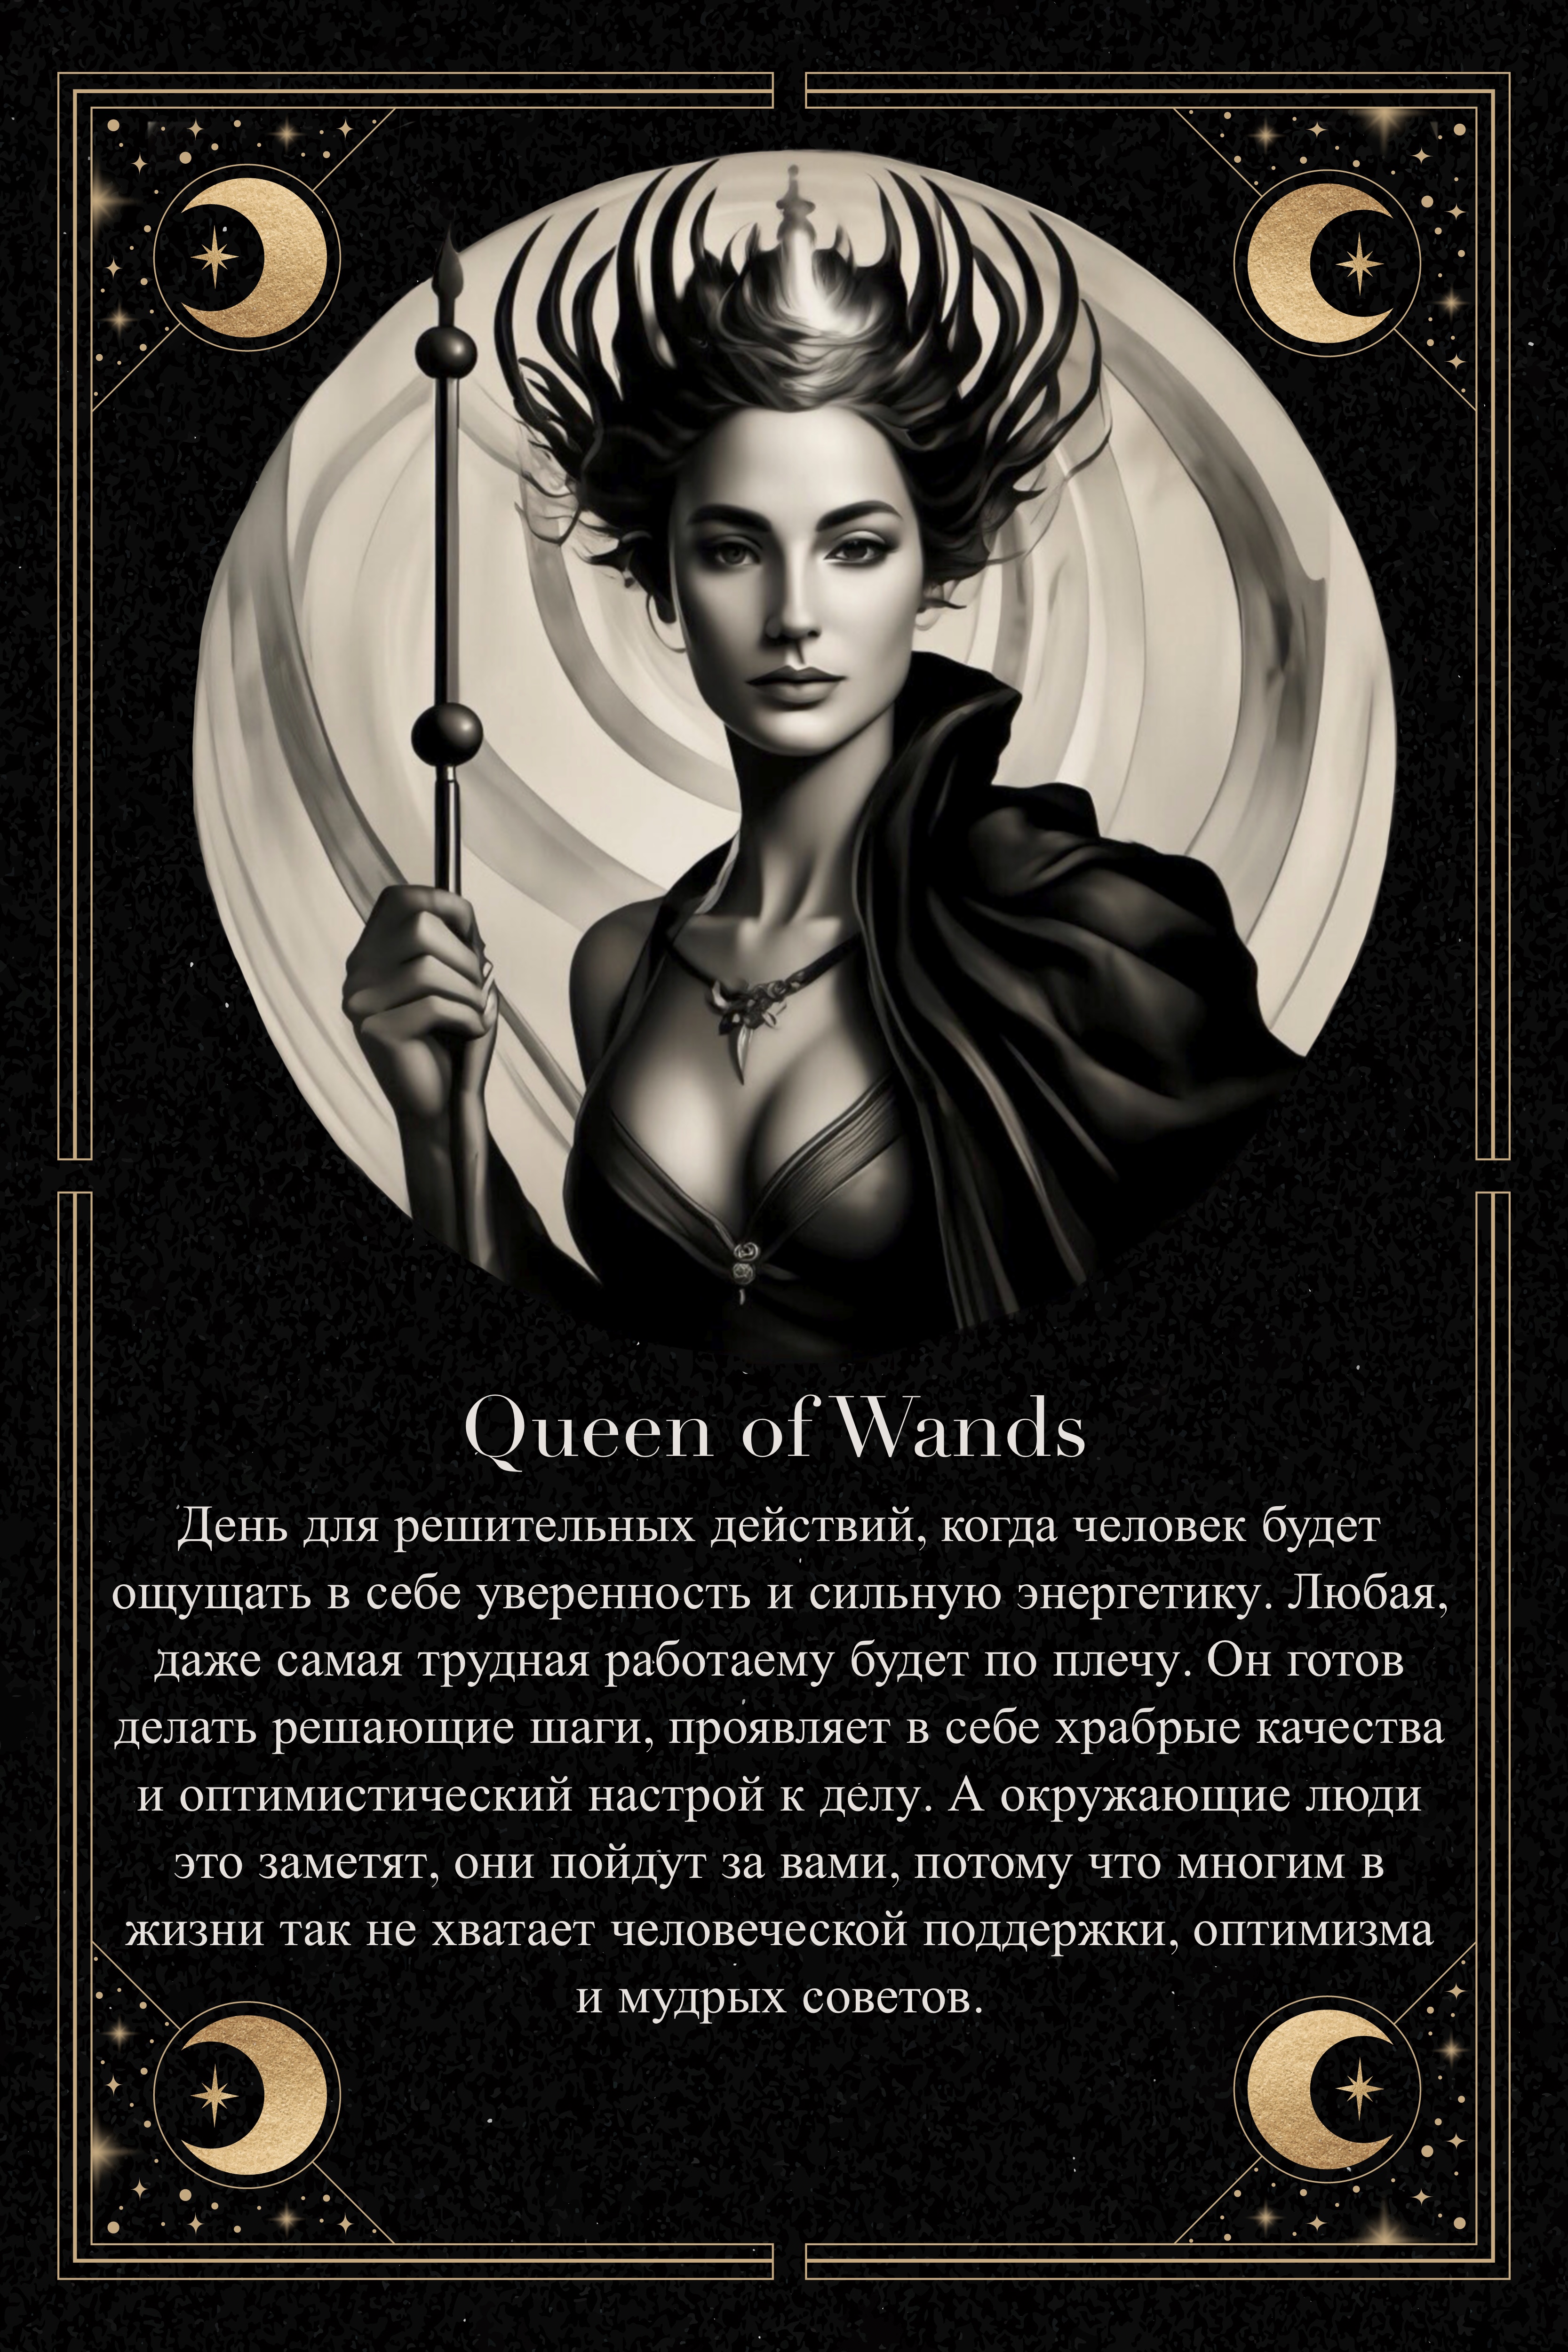 Queen of Wands
День для решительных действий, когда человек будет
ощущать в себе уверенность и сильную энергетику. Любая,
даже самая трудная работаему будет по плечу. Он готов
делать решающие шаги, проявляет в себе храбрые качества
и оптимистический настрой к делу. А окружающие люди
это заметят, они пойдут за вами, потому что многим в
жизни так не хватает человеческой поддержки, оптимизма
и мудрых советов.